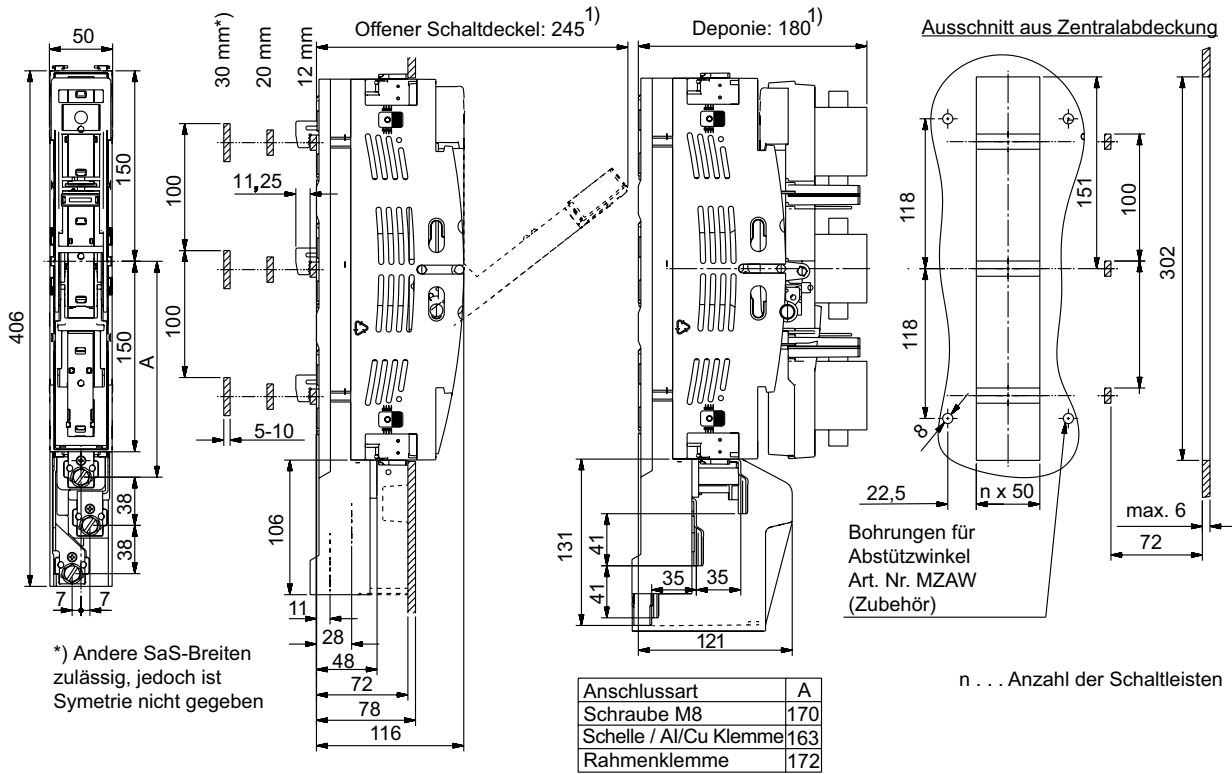 50
30 mm*)
20 mm
12 mm
Offener Schaltdeckel: 245 1)
Deponie: 180 1)
Ausschnitt aus Zentralabdeckung
406
150
150
A
38
38
7
7
100
100
11,25
5-10
106
11
28
48
72
78
116
131
41
41
35
35
121
118
118
151
100
302
8
22,5
n x 50
max. 6
72
Bohrungen für
Abstützwinkel
Art. Nr. MZAW
(Zubehör)
*) Andere SaS-Breiten
zulässig, jedoch ist
Symetrie nicht gegeben
Anschlussart A
Schraube M8 170
Schelle / Al/Cu Klemme 163
Rahmenklemme 172
n . . . Anzahl der Schaltleisten